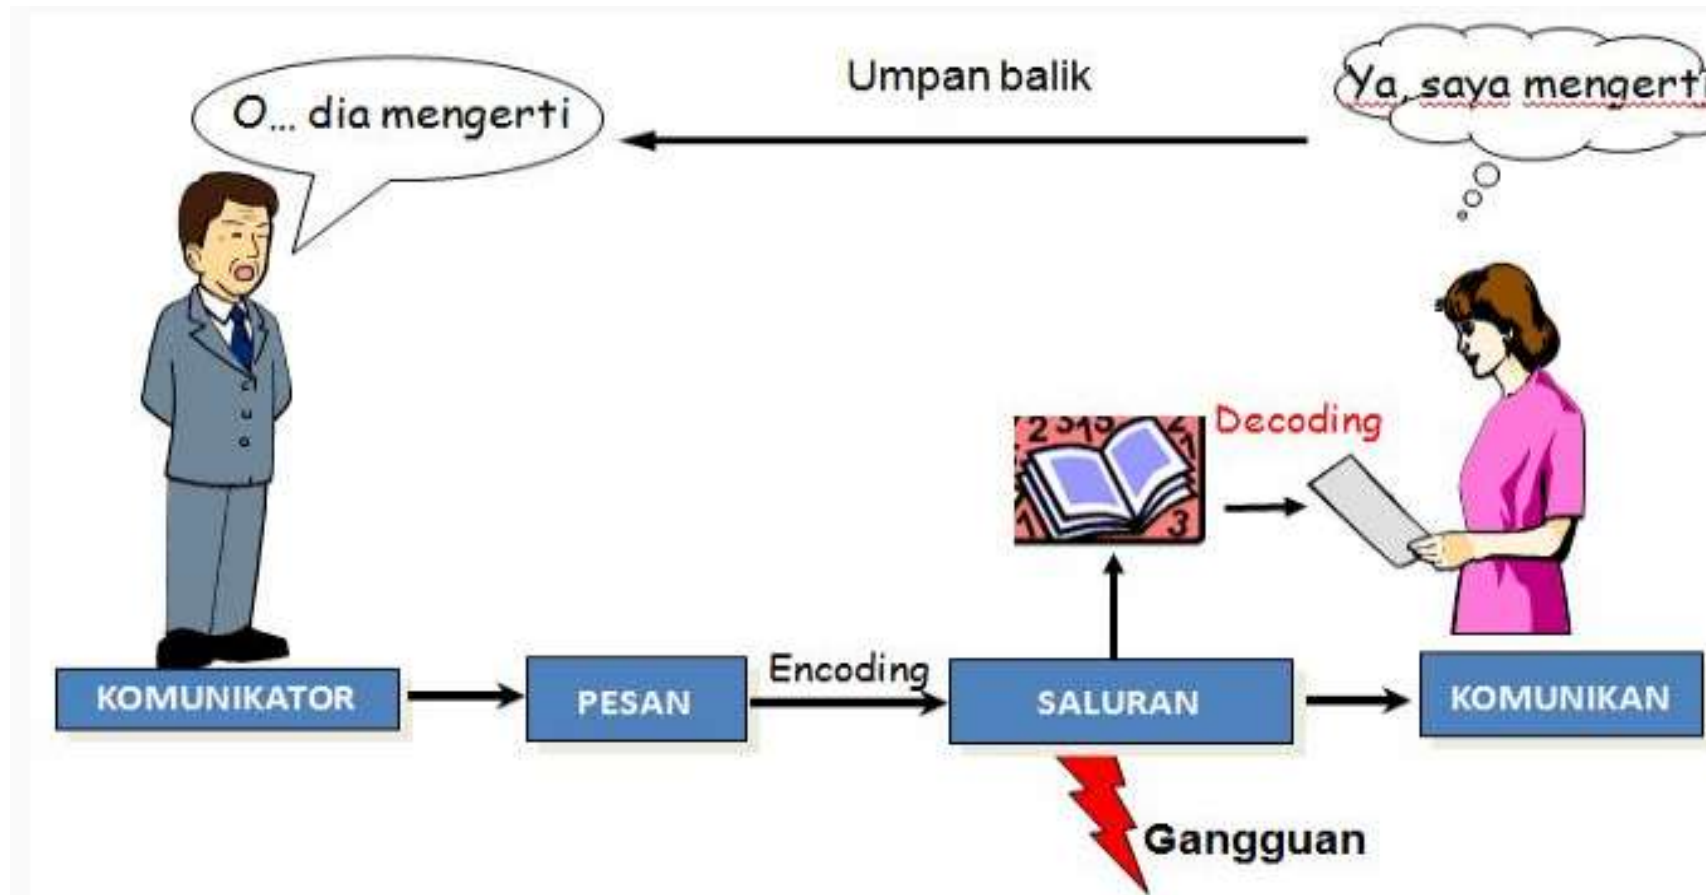 Umpan balik
Ya, saya mengerti
O... dia mengerti
Decoding
Encoding
KOMUNIKATOR
PESAN
SALURAN
KOMUNIKAN
Gangguan